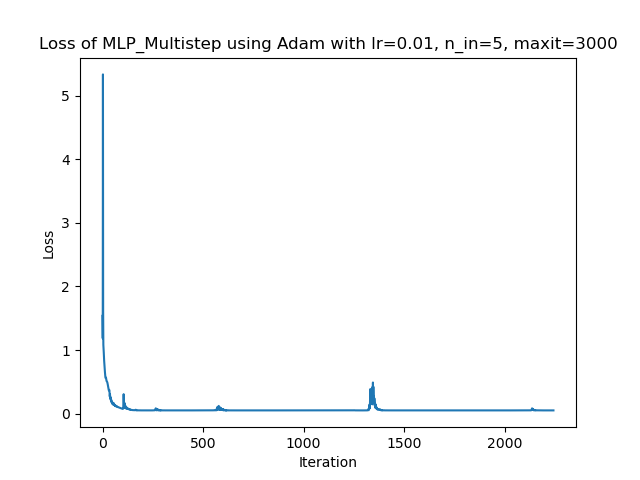 Loss of MLP_Multistep using Adam with lr=0.01, n_in=5, maxit=3000
5
4
3
2
1
0
Loss
0 500 1000 1500 2000
Iteration